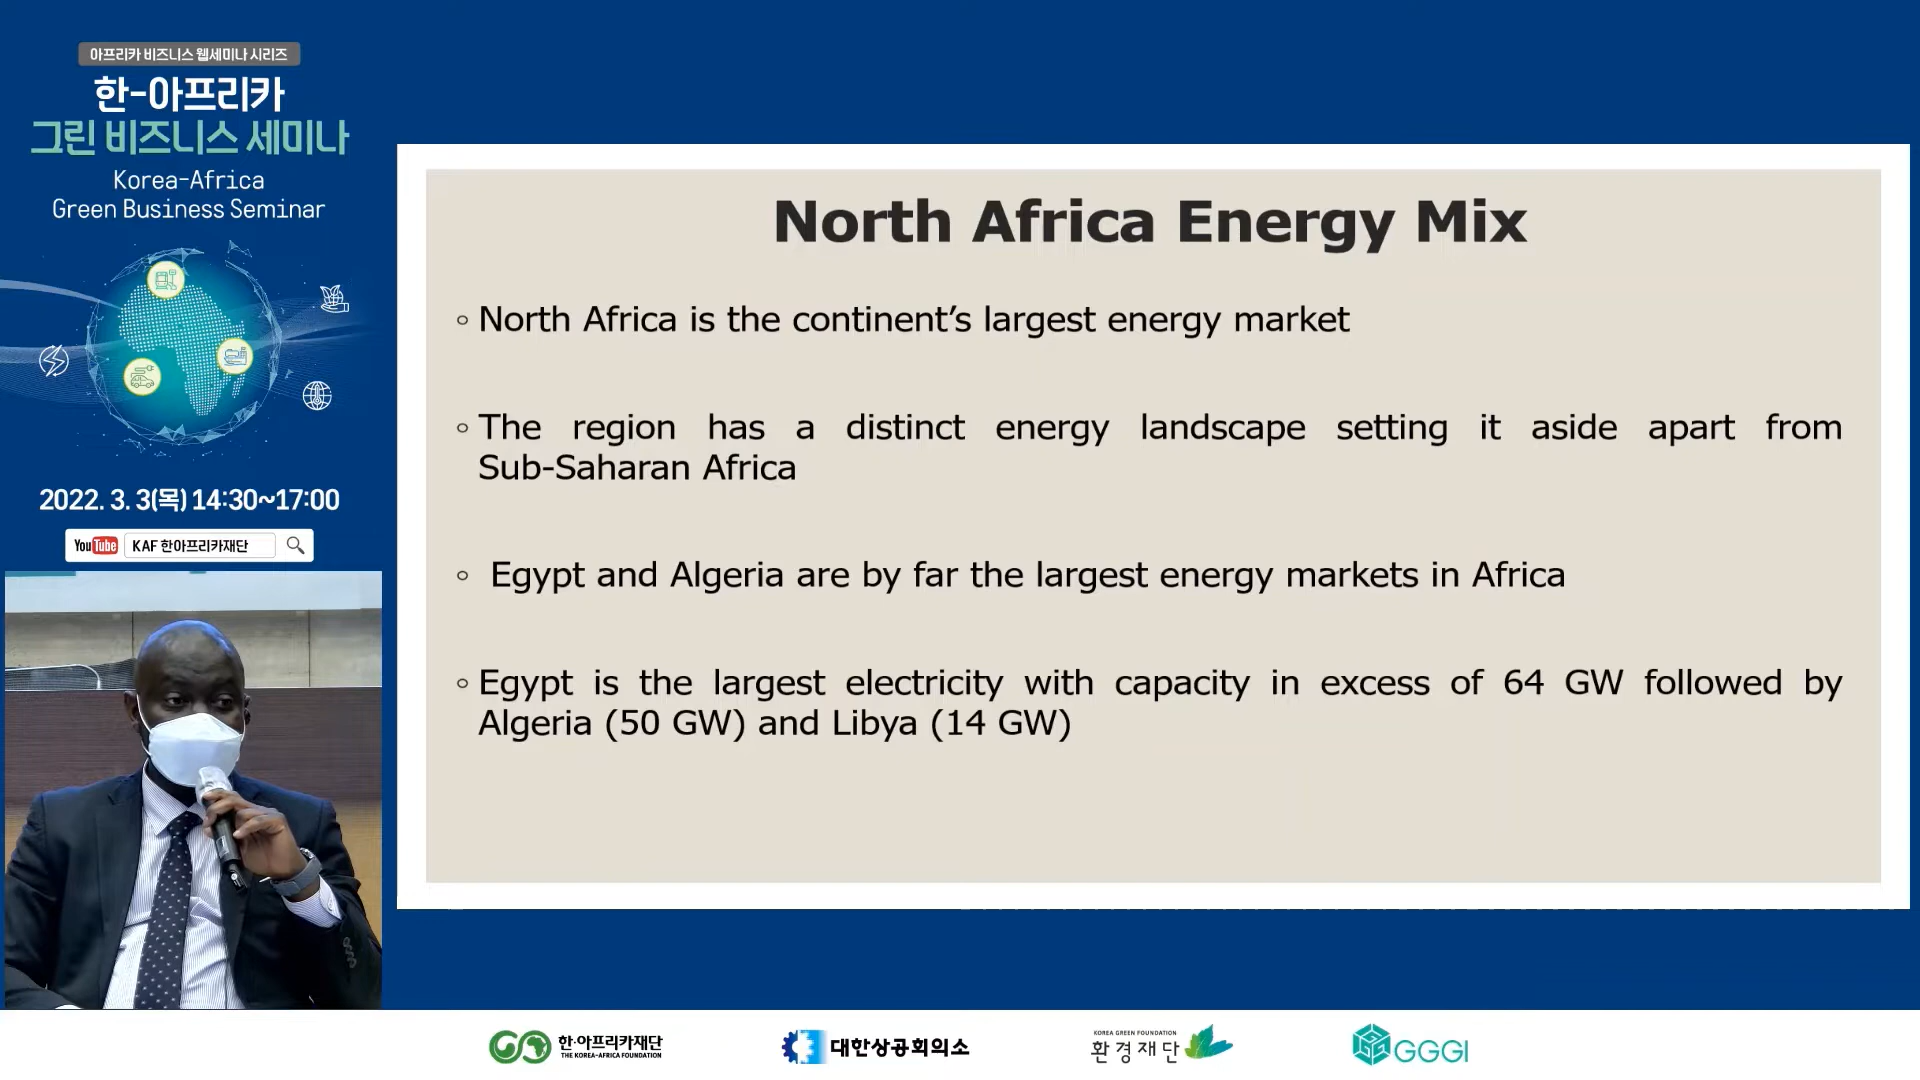 아프리카 비즈니스 웹세미나 시리즈
한-아프리카
그린 비즈니스 세미나
Korea-Africa
Green Business Seminar
2022. 3. 3(목) 14:30~17:00
YouTube KAF 한아프리카재단
North Africa Energy Mix
◦ North Africa is the continent’s largest energy market
◦ The region has a distinct energy landscape setting it aside apart from
Sub-Saharan Africa
◦ Egypt and Algeria are by far the largest energy markets in Africa
◦ Egypt is the largest electricity with capacity in excess of 64 GW followed by
Algeria (50 GW) and Libya (14 GW)
한·아프리카재단
THE KOREA-AFRICA FOUNDATION
대한상공회의소
KOREA GREEN FOUNDATION
환경재단
GGGI